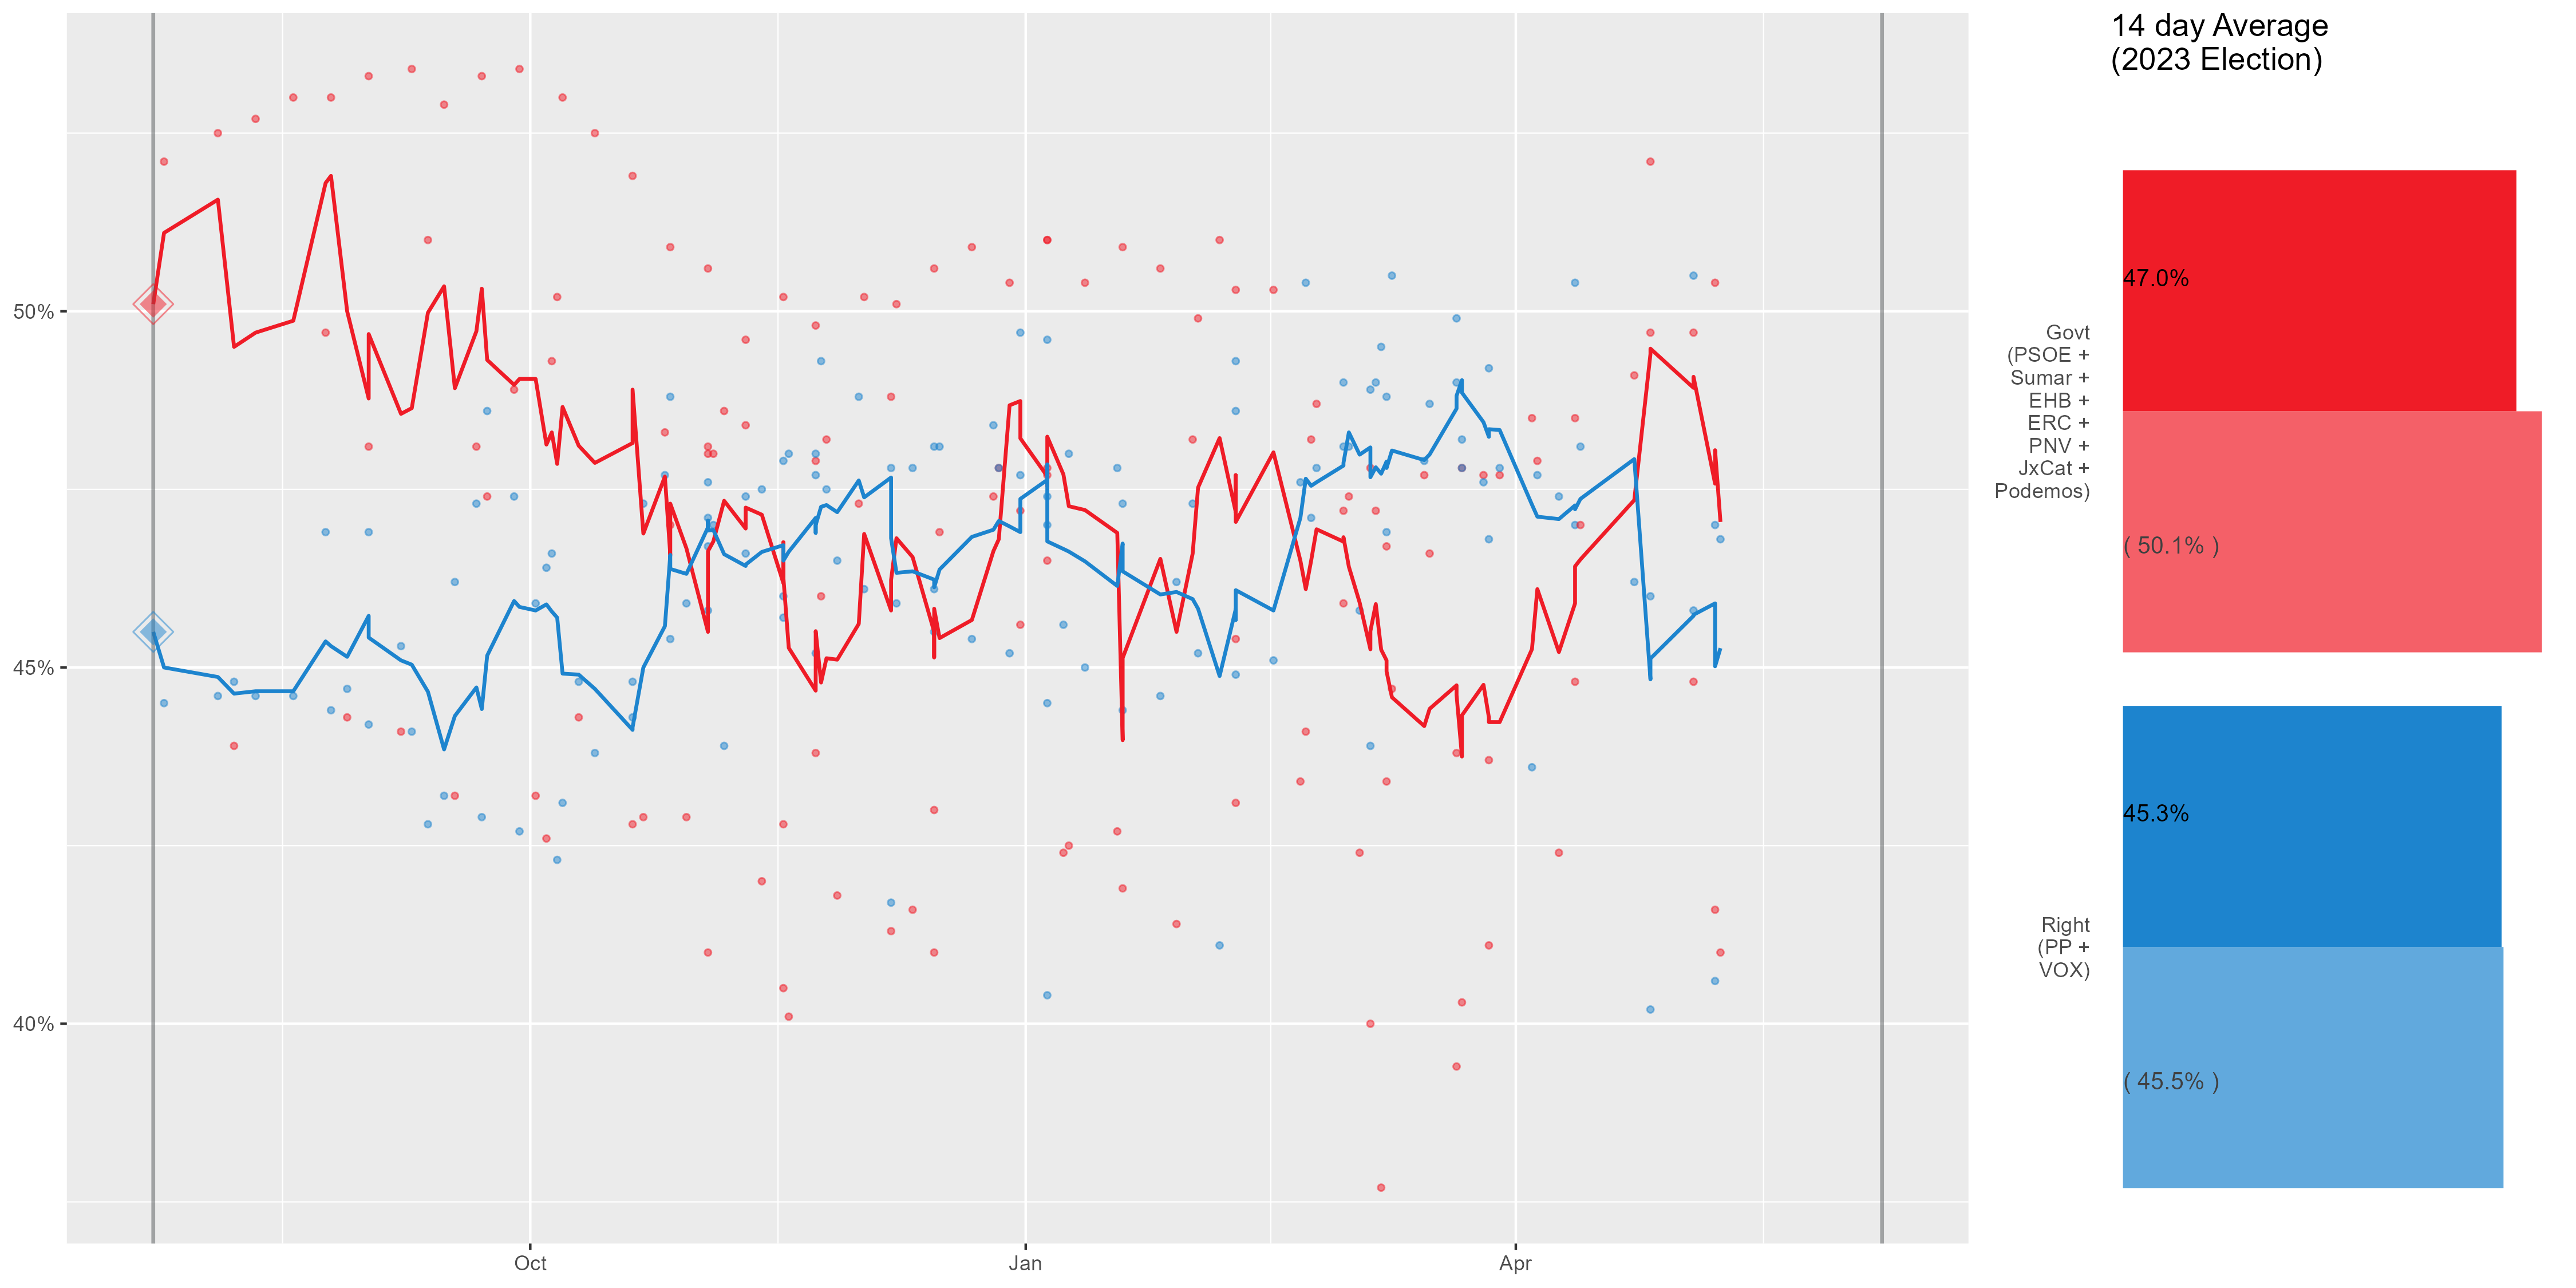 14 day Average
(2023 Election)
50%
45%
40%
Oct
Jan
Apr
Govt
(PSOE +
Sumar +
EHB +
ERC +
PNV +
JxCat +
Podemos)
47.0%
( 50.1% )
Right
(PP +
VOX)
45.3%
( 45.5% )